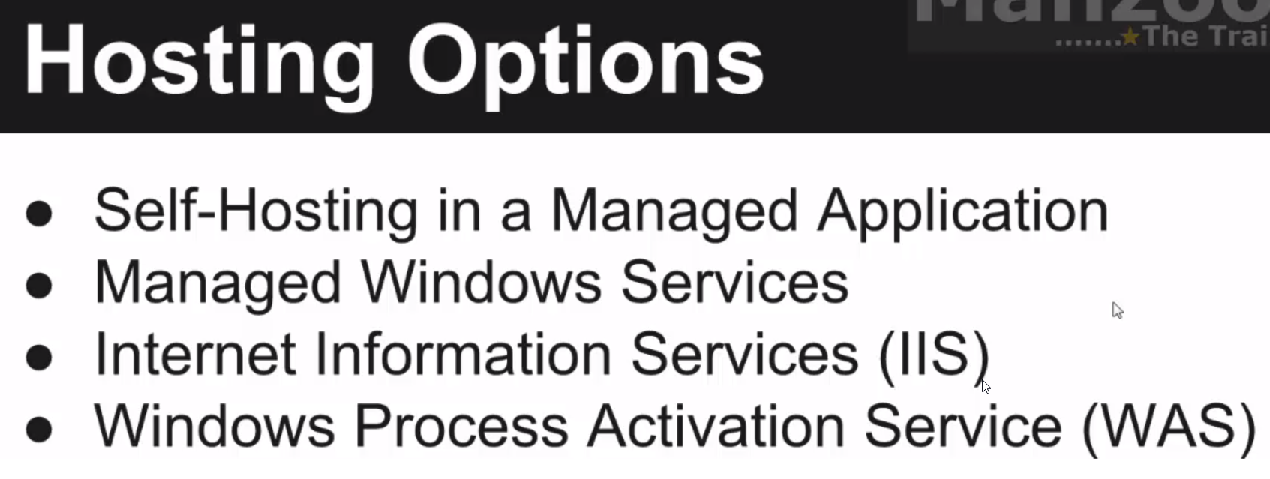 Hosting Options
.......★The Trai
● Self-Hosting in a Managed Application
● Managed Windows Services
● Internet Information Services (IIS)
● Windows Process Activation Service (WAS)